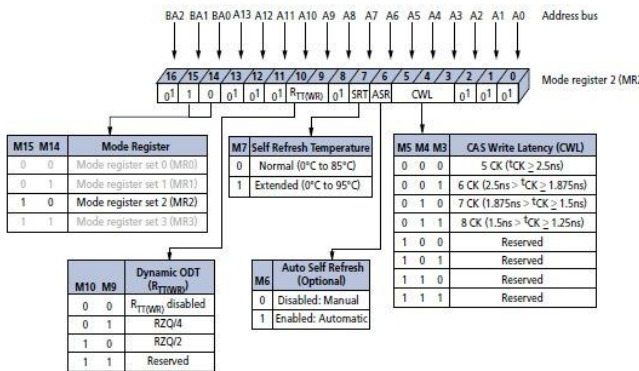 BA2 BA1 BA0 A13 A12 A11 A10 A9 A8 A7 A6 A5 A4 A3 A2 A1 A0 Address bus
16 15 14 13 12 11 10 9 8 7 6 5 4 3 2 1 0
0¹ 1 0 0¹ 0¹ 0¹ RTT(WR) 0¹ SRT ASR CWL 0¹ 0¹ 0¹ Mode register 2 (MR2
M15 M14 Mode Register
0 0 Mode register set 0 (MR0)
0 1 Mode register set 1 (MR1)
1 0 Mode register set 2 (MR2)
1 1 Mode register set 3 (MR3)
M7 Self Refresh Temperature
0 Normal (0°C to 85°C)
1 Extended (0°C to 95°C)
M5 M4 M3 CAS Write Latency (CWL)
0 0 0 5 CK (tCK ≥ 2.5ns)
0 0 1 6 CK (2.5ns > tCK ≥ 1.875ns)
0 1 0 7 CK (1.875ns > tCK ≥ 1.5ns)
0 1 1 8 CK (1.5ns > tCK ≥ 1.25ns)
1 0 0 Reserved
1 0 1 Reserved
1 1 0 Reserved
1 1 1 Reserved
M10 M9 Dynamic ODT
(RTT(WR))
0 0 RTT(WR) disabled
0 1 RZQ/4
1 0 RZQ/2
1 1 Reserved
M6 Auto Self Refresh
(Optional)
0 Disabled: Manual
1 Enabled: Automatic